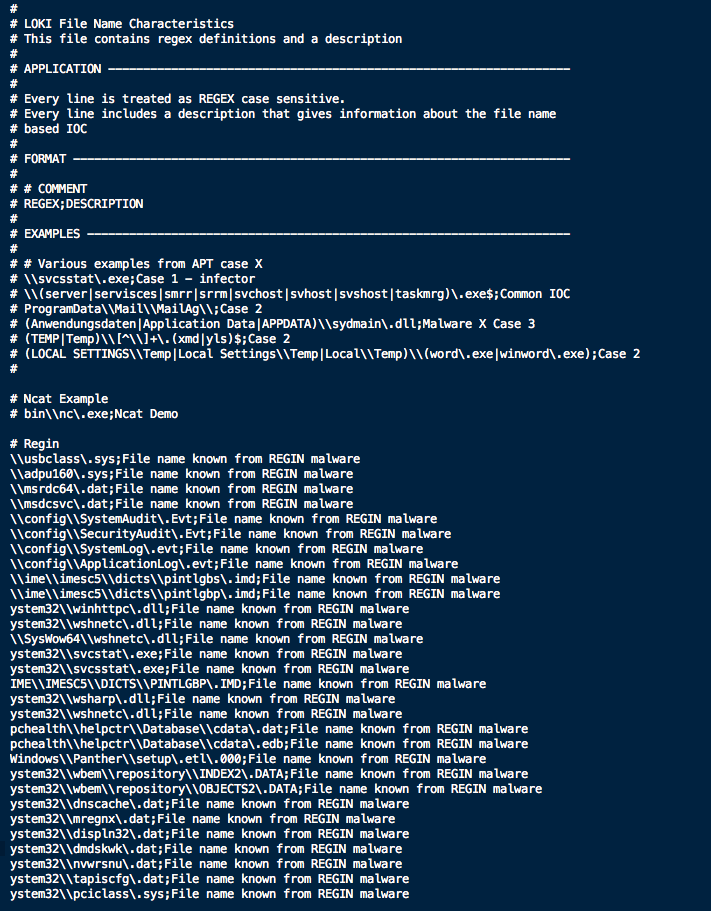 #
# LOKI File Name Characteristics
# This file contains regex definitions and a description
#
# APPLICATION ------------------------------------------------------------------
#
# Every line is treated as REGEX case sensitive.
# Every line includes a description that gives information about the file name
# based IOC
#
# FORMAT -----------------------------------------------------------------------
#
# # COMMENT
# REGEX;DESCRIPTION
#
# EXAMPLES ---------------------------------------------------------------------
#
# # Various examples from APT case X
# \\svcsstat\.exe;Case 1 - infector
# \\(server|servisces|smrr|srrm|svchost|svhost|svshost|taskmrg)\.exe$;Common IOC
# ProgramData\\Mail\\MailAg\\;Case 2
# (Anwendungsdaten|Application Data|APPDATA)\\sydmain\.dll;Malware X Case 3
# (TEMP|Temp)\\[^\\]+\.(xmd|yls)$;Case 2
# (LOCAL SETTINGS\\Temp|Local Settings\\Temp|Local\\Temp)\\(word\.exe|winword\.exe);Case 2
#
# Ncat Example
# bin\\nc\.exe;Ncat Demo
# Regin
\\usbclass\.sys;File name known from REGIN malware
\\adpu160\.sys;File name known from REGIN malware
\\msrdc64\.dat;File name known from REGIN malware
\\msdcsvc\.dat;File name known from REGIN malware
\\config\\SystemAudit\.Evt;File name known from REGIN malware
\\config\\SecurityAudit\.Evt;File name known from REGIN malware
\\config\\SystemLog\.evt;File name known from REGIN malware
\\config\\ApplicationLog\.evt;File name known from REGIN malware
\\ime\\imesc5\\dicts\\pintlgbs\.imd;File name known from REGIN malware
\\ime\\imesc5\\dicts\\pintlgbp\.imd;File name known from REGIN malware
ystem32\\winhttpc\.dll;File name known from REGIN malware
ystem32\\wshnetc\.dll;File name known from REGIN malware
\\SysWow64\\wshnetc\.dll;File name known from REGIN malware
ystem32\\svcstat\.exe;File name known from REGIN malware
ystem32\\svcsstat\.exe;File name known from REGIN malware
IME\\IMESC5\\DICTS\\PINTLGBP\.IMD;File name known from REGIN malware
ystem32\\wsharp\.dll;File name known from REGIN malware
ystem32\\wshnetc\.dll;File name known from REGIN malware
pchealth\\helpctr\\Database\\cdata\.dat;File name known from REGIN malware
pchealth\\helpctr\\Database\\cdata\.edb;File name known from REGIN malware
Windows\\Panther\\setup\.etl\.000;File name known from REGIN malware
ystem32\\wbem\\repository\\INDEX2\.DATA;File name known from REGIN malware
ystem32\\wbem\\repository\\OBJECTS2\.DATA;File name known from REGIN malware
ystem32\\dnscache\.dat;File name known from REGIN malware
ystem32\\mregnx\.dat;File name known from REGIN malware
ystem32\\displn32\.dat;File name known from REGIN malware
ystem32\\dmdskwk\.dat;File name known from REGIN malware
ystem32\\nvwrsnu\.dat;File name known from REGIN malware
ystem32\\tapiscfg\.dat;File name known from REGIN malware
ystem32\\pciclass\.sys;File name known from REGIN malware